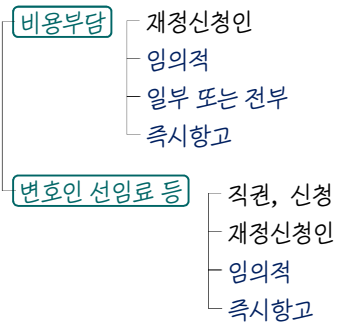 비용부담
재정신청인
임의적
일부 또는 전부
즉시항고
변호인 선임료 등
직권, 신청
재정신청인
임의적
즉시항고